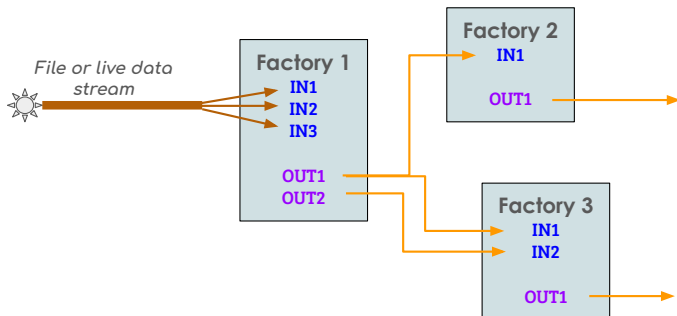 File or live data
stream
Factory 1
IN1
IN2
IN3
OUT1
OUT2
Factory 2
IN1
OUT1
Factory 3
IN1
IN2
OUT1